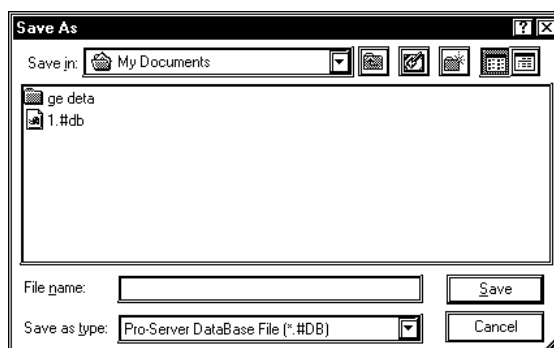 Save As
Save in: My Documents
ge deta
1.#db
File name: Save
Save as type: Pro-Server DataBase File (*.#DB) Cancel